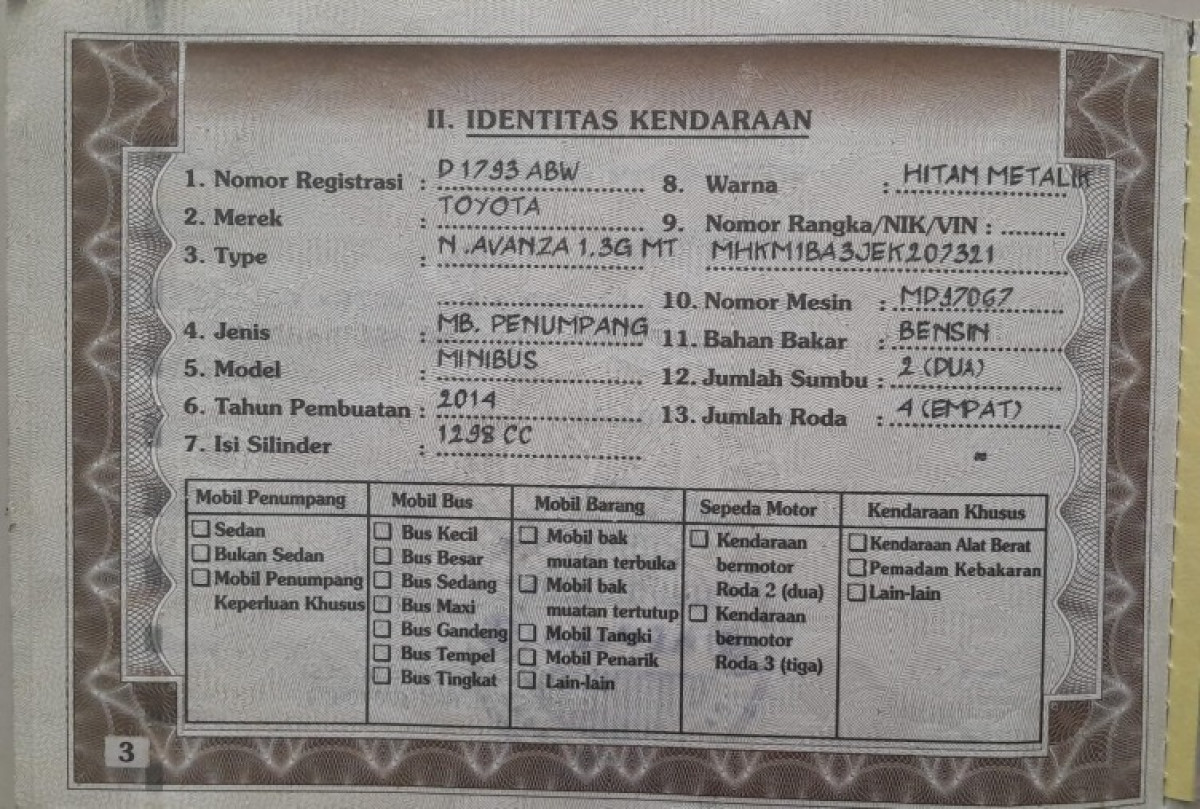 II. IDENTITAS KENDARAAN
1. Nomor Registrasi : D 1793 ABW
2. Merek : TOYOTA
3. Type : N .AVANZA 1.3G MT
4. Jenis : MB. PENUMPANG
5. Model : MINIBUS
6. Tahun Pembuatan : 2014
7. Isi Silinder : 1298 CC
8. Warna : HITAM METALIK
9. Nomor Rangka/NIK/VIN :
MHKM1BA3JEK207321
10. Nomor Mesin : MD17067
11. Bahan Bakar : BENSIN
12. Jumlah Sumbu : 2 (DUA)
13. Jumlah Roda : 4 (EMPAT)
Mobil Penumpang
Sedan
Bukan Sedan
Mobil Penumpang
Keperluan Khusus
Mobil Bus
Bus Kecil
Bus Besar
Bus Sedang
Bus Maxi
Bus Gandeng
Bus Tempel
Bus Tingkat
Mobil Barang
Mobil bak
muatan terbuka
Mobil bak
muatan tertutup
Mobil Tangki
Mobil Penarik
Lain-lain
Sepeda Motor
Kendaraan
bermotor
Roda 2 (dua)
Kendaraan
bermotor
Roda 3 (tiga)
Kendaraan Khusus
Kendaraan Alat Berat
Pemadam Kebakaran
Lain-lain
3